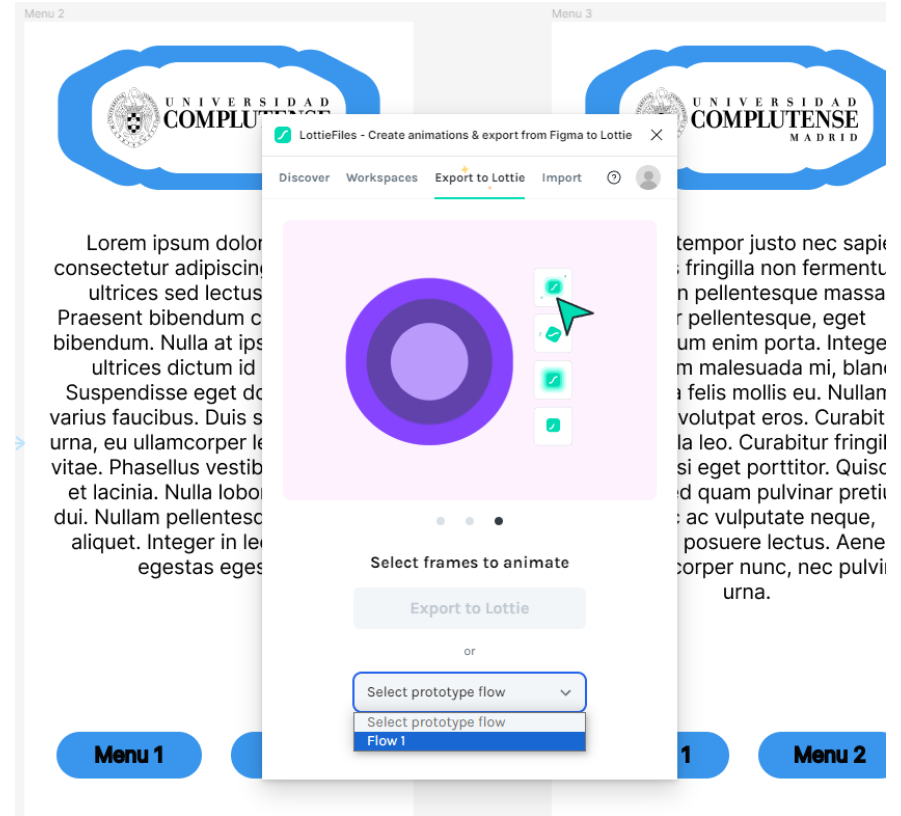 Menu 2
Menu 3
UNIVERSIDAD
COMPLU
UNIVERSIDAD
COMPLUTENSE
MADRID
LottieFiles - Create animations & export from Figma to Lottie
Discover Workspaces Export to Lottie Import
Lorem ipsum dolor
consectetur adipiscing
ultrices sed lectus
Praesent bibendum c
bibendum. Nulla at ips
ultrices dictum id
Suspendisse eget do
varius faucibus. Duis s
urna, eu ullamcorper le
vitae. Phasellus vestib
et lacinia. Nulla lobor
dui. Nullam pellentesq
aliquet. Integer in le
egestas eges
tempor justo nec sapie
fringilla non fermentu
n pellentesque massa
r pellentesque, eget
um enim porta. Intege
m malesuada mi, bland
felis mollis eu. Nullam
volutpat eros. Curabit
la leo. Curabitur fringil
si eget porttitor. Quisq
ed quam pulvinar pretiu
ac vulputate neque,
posuere lectus. Aene
corper nunc, nec pulvi
urna.
Select frames to animate
Export to Lottie
or
Select prototype flow
Select prototype flow
Flow 1
Menu 1
1
Menu 2